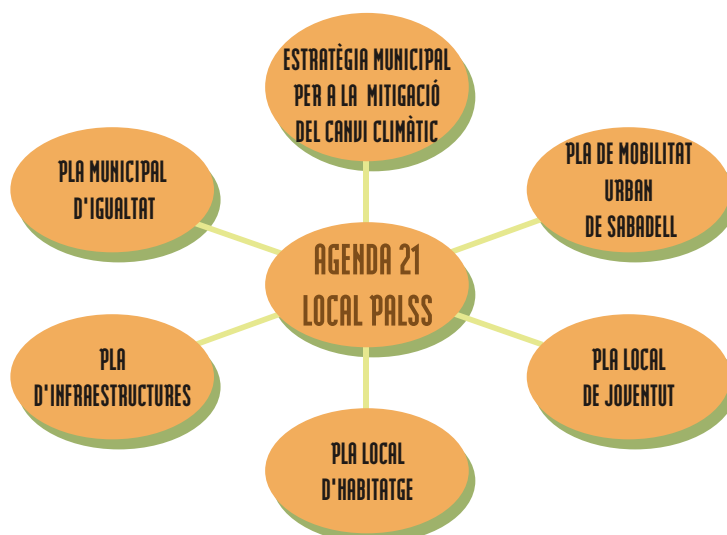 ESTRATÈGIA MUNICIPAL
PER A LA MITIGACIÓ
DEL CANVI CLIMÀTIC
PLA MUNICIPAL
D'IGUALTAT
PLA DE MOBILITAT
URBAN
DE SABADELL
AGENDA 21
LOCAL PALSS
PLA
D'INFRAESTRUCTURES
PLA LOCAL
DE JOVENTUT
PLA LOCAL
D'HABITATGE